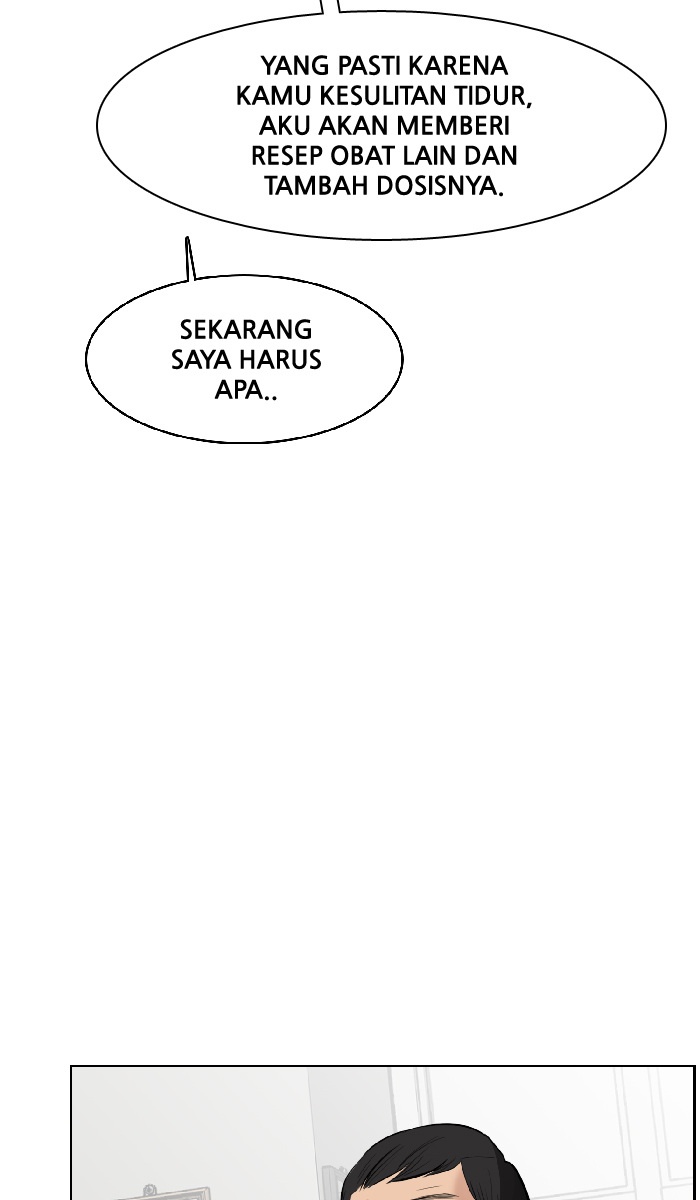 YANG PASTI KARENA
KAMU KESULITAN TIDUR,
AKU AKAN MEMBERI
RESEP OBAT LAIN DAN
TAMBAH DOSISNYA.
SEKARANG
SAYA HARUS
APA..